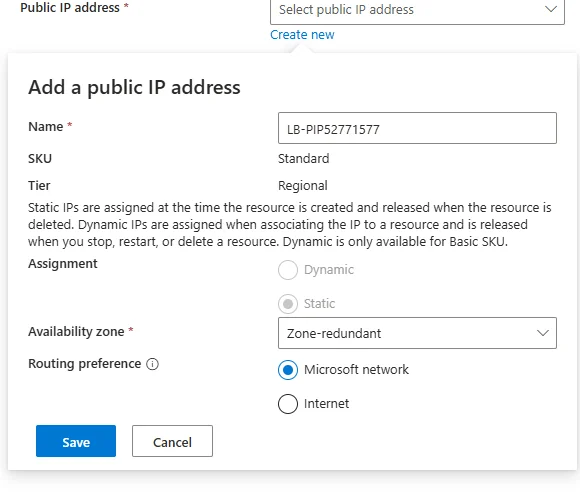 Public IP address *
Select public IP address
Create new
Add a public IP address
Name *
LB-PIP52771577
SKU
Standard
Tier
Regional
Static IPs are assigned at the time the resource is created and released when the resource is
deleted. Dynamic IPs are assigned when associating the IP to a resource and is released
when you stop, restart, or delete a resource. Dynamic is only available for Basic SKU.
Assignment
Dynamic
Static
Availability zone *
Zone-redundant
Routing preference
Microsoft network
Internet
Save
Cancel